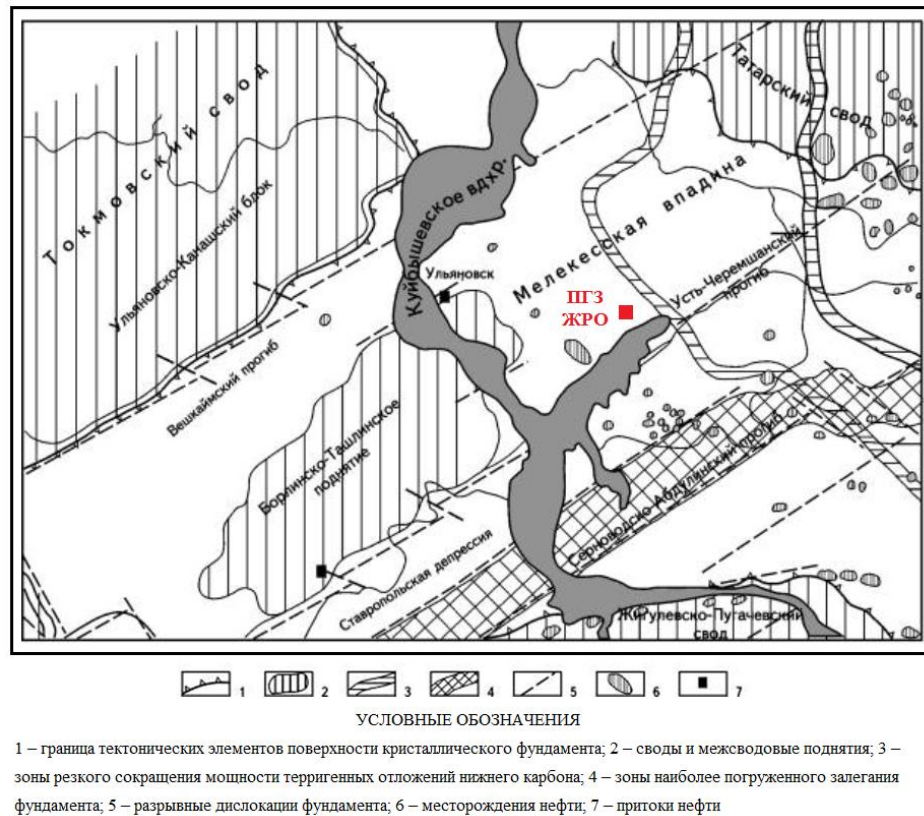 Токмовский свод
Татарский свод
Куйбышевское вдхр.
Мелекесская впадина
Ульяновско-Канашский блок
Ульяновск
ПГЗ
ЖРО
Усть-Черемшанский
прогиб
Вешкаймский прогиб
Борлинско-Ташлинское
поднятие
Серноводско-Абдулинский прогиб
Ставропольская депрессия
Жигулевско-Пугачевский
свод
1 2 3 4 5 6 7
УСЛОВНЫЕ ОБОЗНАЧЕНИЯ
1 – граница тектонических элементов поверхности кристаллического фундамента; 2 – своды и межсводовые поднятия; 3 –
зоны резкого сокращения мощности терригенных отложений нижнего карбона; 4 – зоны наиболее погруженного залегания
фундамента; 5 – разрывные дислокации фундамента; 6 – месторождения нефти; 7 – притоки нефти